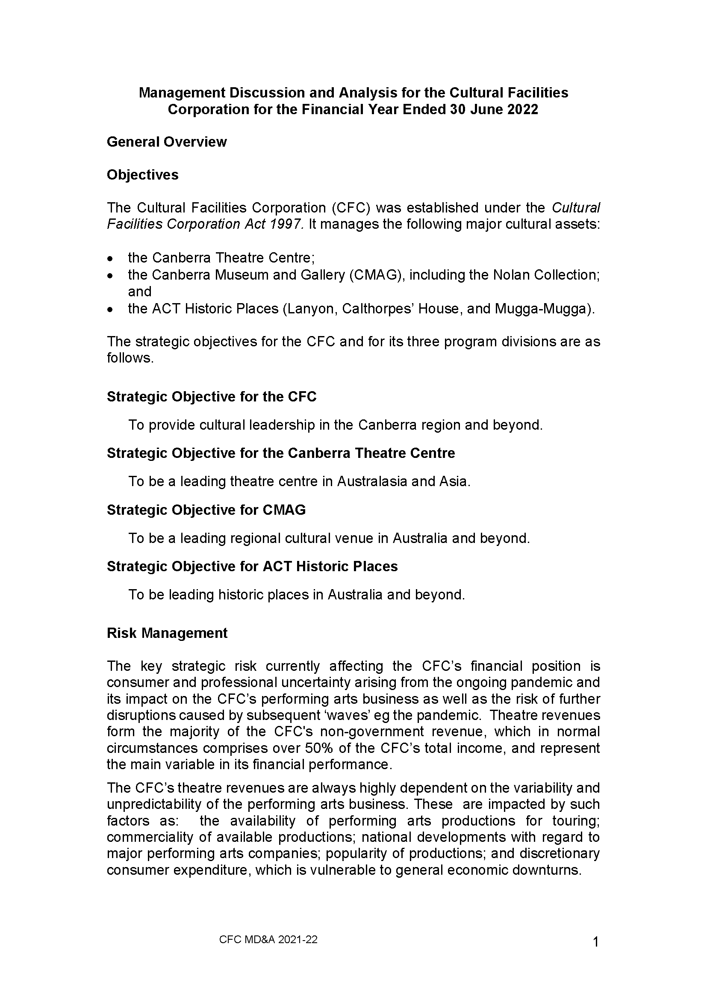 Management Discussion and Analysis for the Cultural Facilities
Corporation for the Financial Year Ended 30 June 2022
General Overview
Objectives
The Cultural Facilities Corporation (CFC) was established under the Cultural
Facilities Corporation Act 1997. It manages the following major cultural assets:
• the Canberra Theatre Centre;
• the Canberra Museum and Gallery (CMAG), including the Nolan Collection;
and
• the ACT Historic Places (Lanyon, Calthorpes’ House, and Mugga-Mugga).
The strategic objectives for the CFC and for its three program divisions are as
follows.
Strategic Objective for the CFC
To provide cultural leadership in the Canberra region and beyond.
Strategic Objective for the Canberra Theatre Centre
To be a leading theatre centre in Australasia and Asia.
Strategic Objective for CMAG
To be a leading regional cultural venue in Australia and beyond.
Strategic Objective for ACT Historic Places
To be leading historic places in Australia and beyond.
Risk Management
The key strategic risk currently affecting the CFC’s financial position is
consumer and professional uncertainty arising from the ongoing pandemic and
its impact on the CFC’s performing arts business as well as the risk of further
disruptions caused by subsequent ‘waves’ eg the pandemic.  Theatre revenues
form the majority of the CFC's non-government revenue, which in normal
circumstances comprises over 50% of the CFC’s total income, and represent
the main variable in its financial performance.
The CFC’s theatre revenues are always highly dependent on the variability and
unpredictability of the performing arts business. These  are impacted by such
factors as:  the availability of performing arts productions for touring;
commerciality of available productions; national developments with regard to
major performing arts companies; popularity of productions; and discretionary
consumer expenditure, which is vulnerable to general economic downturns.
CFC MD&A 2021-22
1